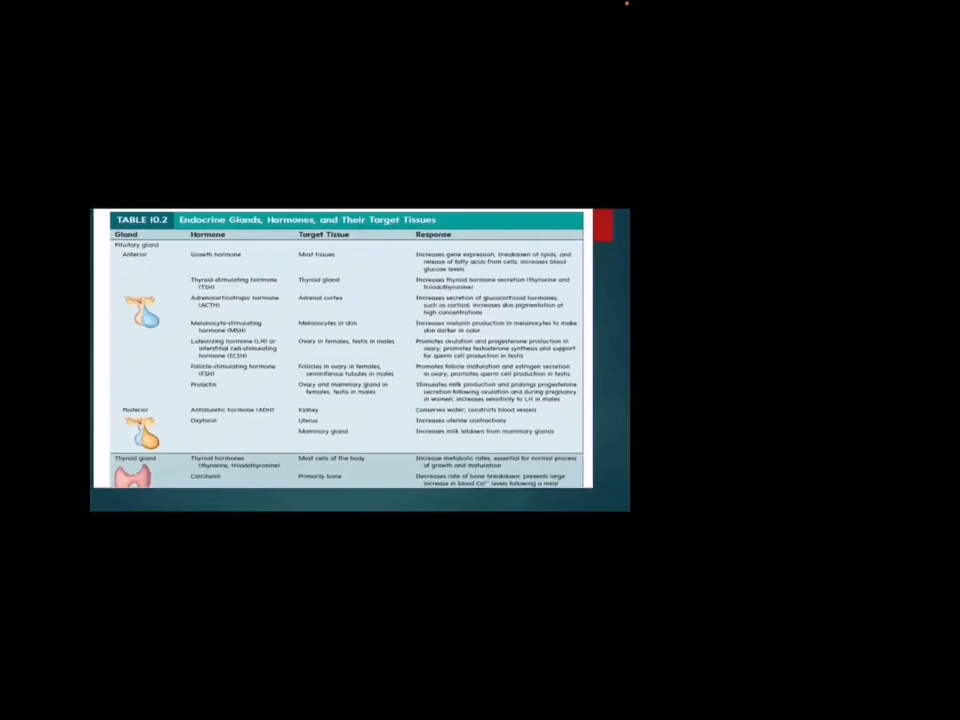 TABLE 10.2 Endocrine Glands, Hormones, and Their Target Tissues
Gland Hormone Target Tissue Response
Pituitary gland
Anterior Growth hormone Most tissues Increases gene expression, breakdown of lipids, and
release of fatty acids from cells; increases blood
glucose levels
Thyroid-stimulating hormone Thyroid gland Increases thyroid hormone secretion (thyroxine and
(TSH) triiodothyronine)
Adrenocorticotropic hormone Adrenal cortex Increases secretion of glucocorticoid hormones,
(ACTH) such as cortisol; increases skin pigmentation at
high concentrations
Melanocyte-stimulating Melanocytes in skin Increases melanin production in melanocytes to make
hormone (MSH) skin darker in color
Luteinizing hormone (LH) or Ovary in females, testis in males Promotes ovulation and progesterone production in
interstitial cell-stimulating ovary; promotes testosterone synthesis and support
hormone (ICSH) for sperm cell production in testis
Follicle-stimulating hormone Follicles in ovary in females, Promotes follicle maturation and estrogen secretion
(FSH) seminiferous tubules in males in ovary; promotes sperm cell production in testis
Prolactin Ovary and mammary gland in Stimulates milk production and prolongs progesterone
females, testis in males secretion following ovulation and during pregnancy
in women; increases sensitivity to LH in males
Posterior Antidiuretic hormone (ADH) Kidney Conserves water; constricts blood vessels
Oxytocin Uterus Increases uterine contractions
Mammary gland Increases milk letdown from mammary glands
Thyroid gland Thyroid hormones Most cells of the body Increase metabolic rates, essential for normal process
(thyroxine, triiodothyronine) of growth and maturation
Calcitonin Primarily bone Decreases rate of bone breakdown; prevents large
increase in blood Ca²⁺ levels following a meal